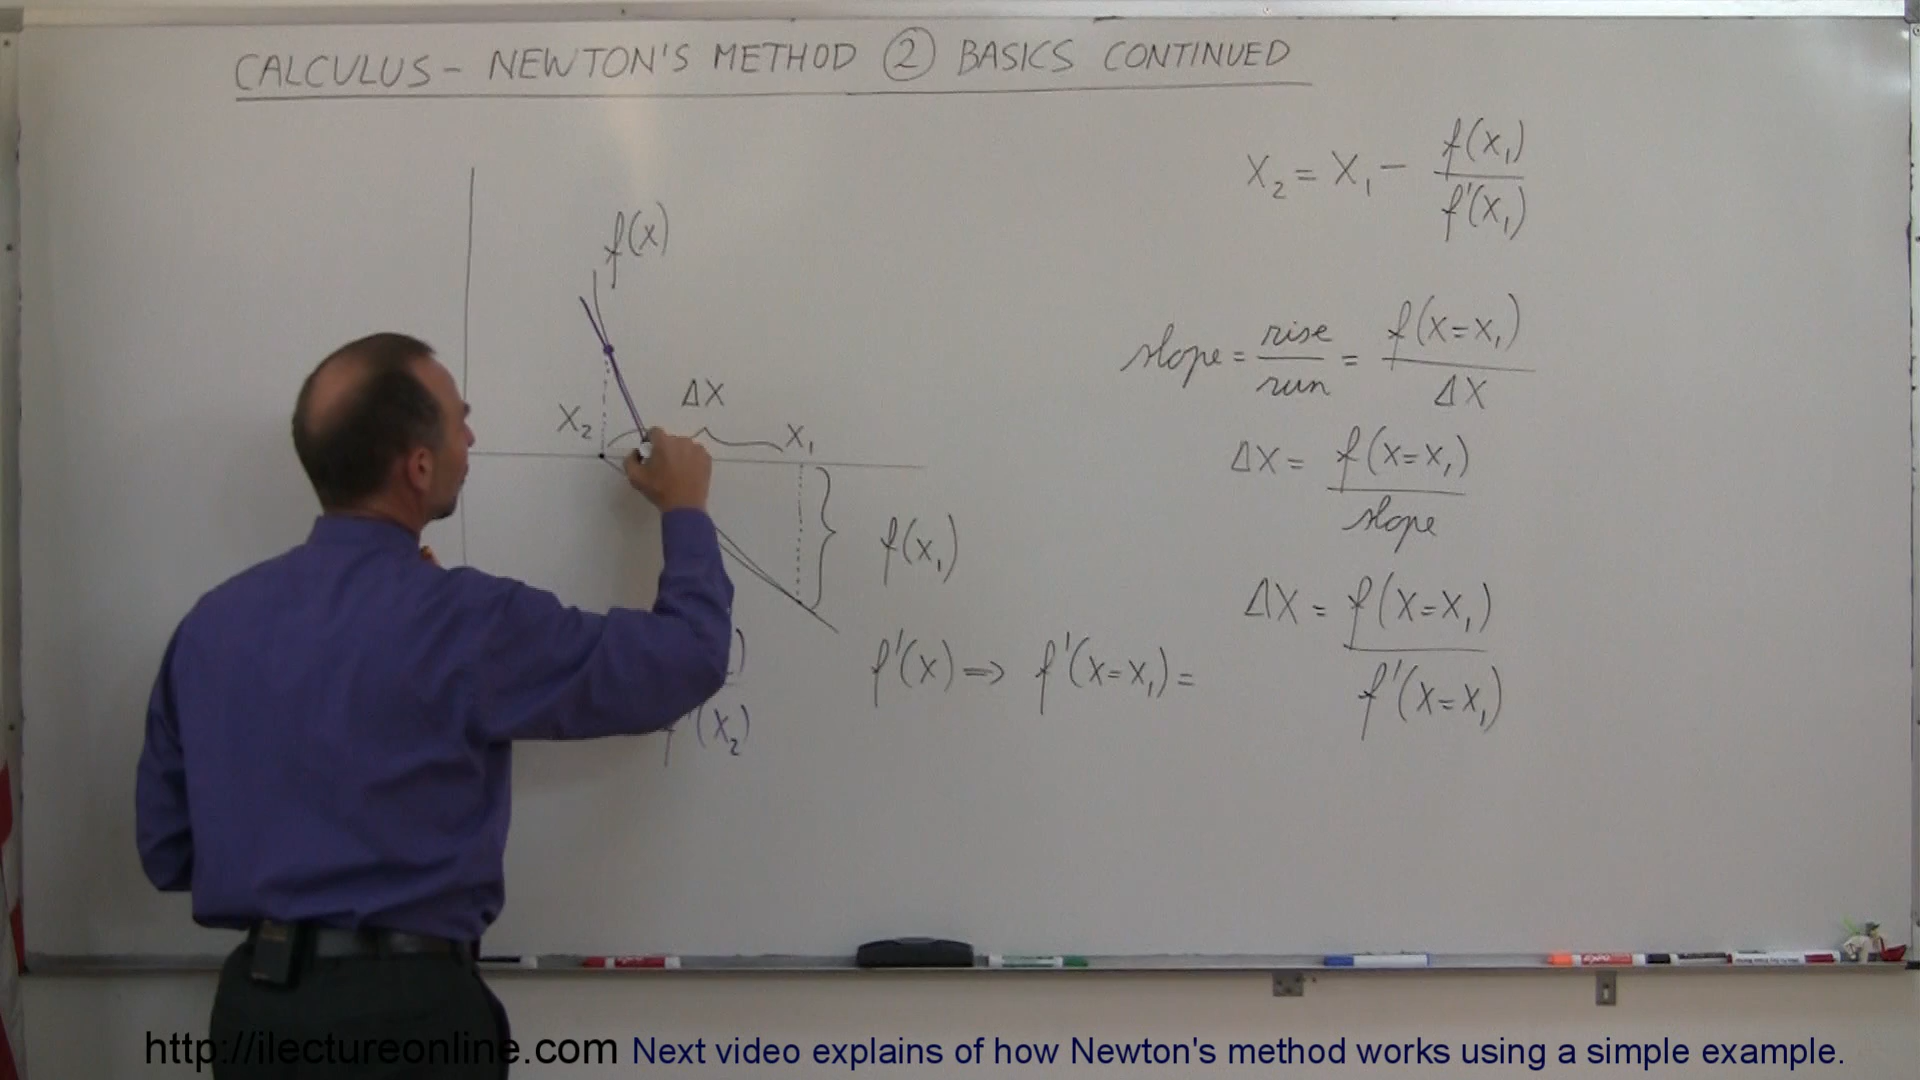 CALCULUS - NEWTON'S METHOD ② BASICS CONTINUED
X₂ = X₁ - f(X₁) / f'(X₁)
f(X)
slope = rise / run = f(X=X₁) / ΔX
ΔX
X₂
X₁
ΔX = f(X=X₁) / slope
f(X₁)
ΔX = f(X=X₁) / f'(X=X₁)
f'(X) ⇒ f'(X=X₁) =
(X₂)
http://ilectureonline.com Next video explains of how Newton's method works using a simple example.